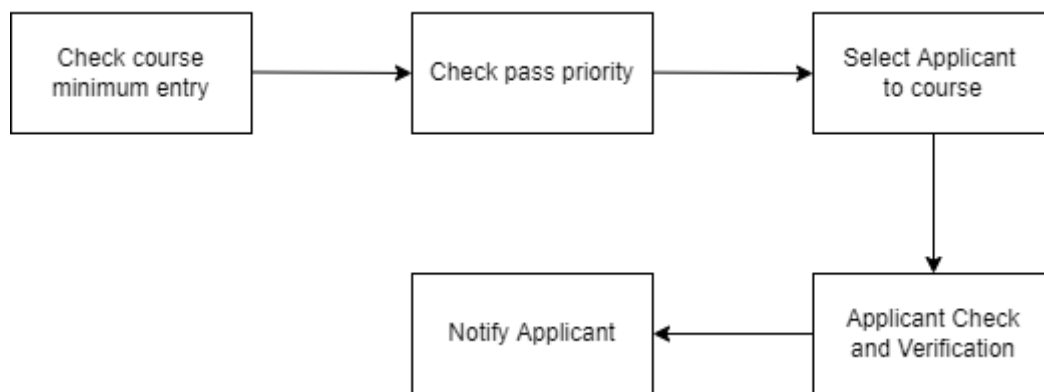 Check course
minimum entry
Check pass priority
Select Applicant
to course
Applicant Check
and Verification
Notify Applicant